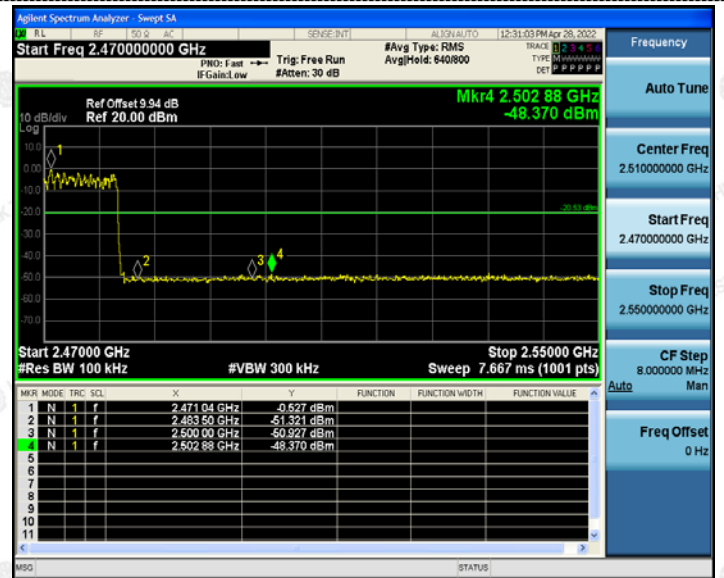 Agilent Spectrum Analyzer - Swept SA
RL RF 50 Ω AC SENSE:INT ALIGN AUTO 12:31:03 PM Apr 28, 2022
Start Freq 2.470000000 GHz
PNO: Fast
IFGain:Low
Trig: Free Run
#Atten: 30 dB
#Avg Type: RMS
Avg|Hold: 640/800
TRACE 1 2 3 4 5 6
TYPE M
DET P P P P P P
Ref Offset 9.94 dB
Ref 20.00 dBm
10 dB/div
Log
Mkr4 2.502 88 GHz
-48.370 dBm
10.0
0.00
-10.0
-20.0
-30.0
-40.0
-50.0
-60.0
-70.0
1
2
3
4
-20.53 dBm
Start 2.47000 GHz
#Res BW 100 kHz
#VBW 300 kHz
Stop 2.55000 GHz
Sweep 7.667 ms (1001 pts)
MKR MODE TRC SCL X Y FUNCTION FUNCTION WIDTH FUNCTION VALUE
1 N 1 f 2.471 04 GHz -0.527 dBm
2 N 1 f 2.483 50 GHz -51.321 dBm
3 N 1 f 2.500 00 GHz -50.927 dBm
4 N 1 f 2.502 88 GHz -48.370 dBm
5
6
7
8
9
10
11
MSG
STATUS
Frequency
Auto Tune
Center Freq
2.510000000 GHz
Start Freq
2.470000000 GHz
Stop Freq
2.550000000 GHz
CF Step
8.000000 MHz
Auto Man
Freq Offset
0 Hz